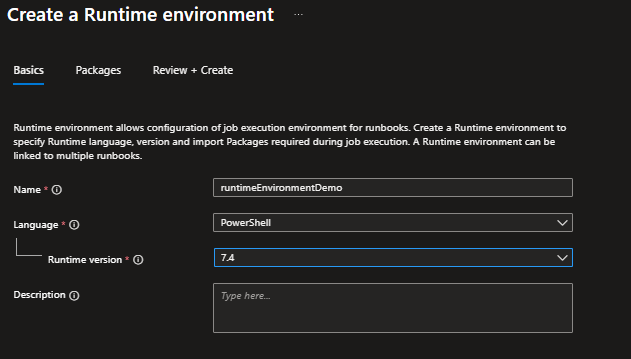 Create a Runtime environment ...
Basics Packages Review + Create
Runtime environment allows configuration of job execution environment for runbooks. Create a Runtime environment to
specify Runtime language, version and import Packages required during job execution. A Runtime environment can be
linked to multiple runbooks.
Name * runtimeEnvironmentDemo
Language * PowerShell
Runtime version * 7.4
Description Type here...